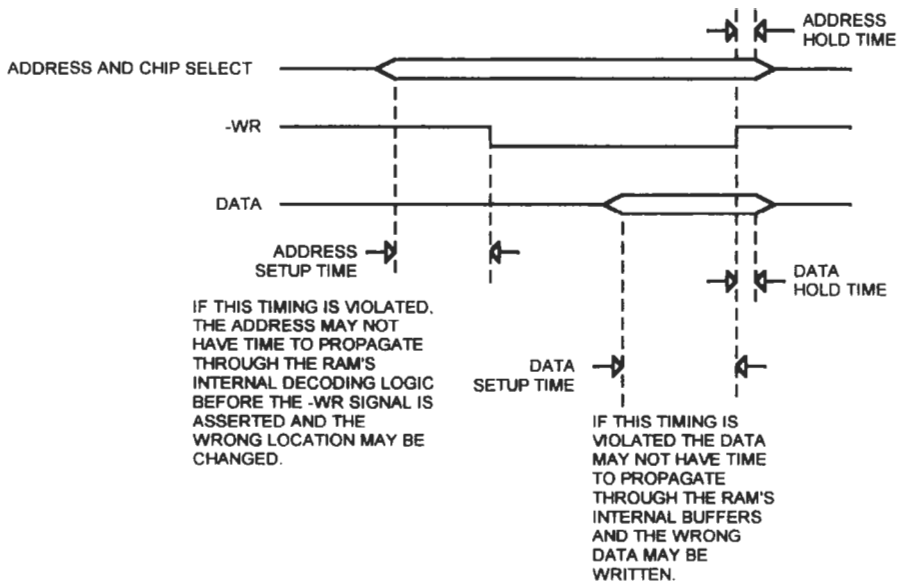 ADDRESS
HOLD TIME
ADDRESS AND CHIP SELECT
-WR
DATA
ADDRESS
SETUP TIME
DATA
HOLD TIME
IF THIS TIMING IS VIOLATED,
THE ADDRESS MAY NOT
HAVE TIME TO PROPAGATE
THROUGH THE RAM'S
INTERNAL DECODING LOGIC
BEFORE THE -WR SIGNAL IS
ASSERTED AND THE
WRONG LOCATION MAY BE
CHANGED.
DATA
SETUP TIME
IF THIS TIMING IS
VIOLATED THE DATA
MAY NOT HAVE TIME
TO PROPAGATE
THROUGH THE RAM'S
INTERNAL BUFFERS
AND THE WRONG
DATA MAY BE
WRITTEN.